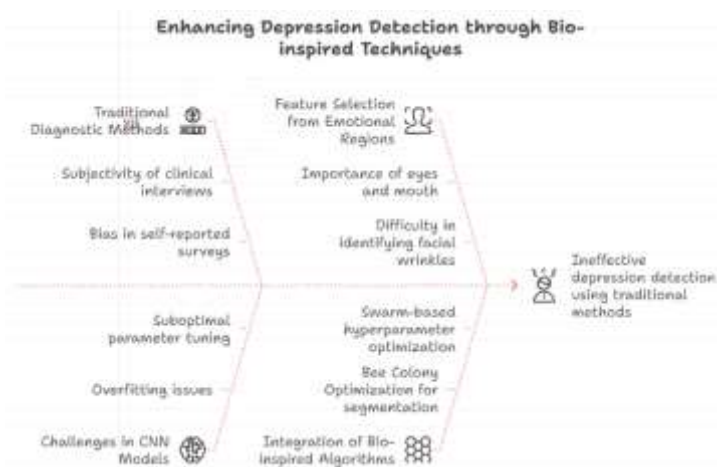 Enhancing Depression Detection through Bio-
inspired Techniques
Traditional
Diagnostic Methods
Subjectivity of clinical
interviews
Bias in self-reported
surveys
Feature Selection
from Emotional
Regions
Importance of eyes
and mouth
Difficulty in
identifying facial
wrinkles
Ineffective
depression detection
using traditional
methods
Suboptimal
parameter tuning
Overfitting issues
Challenges in CNN
Models
Swarm-based
hyperparameter
optimization
Bee Colony
Optimization for
segmentation
Integration of Bio-
inspired Algorithms